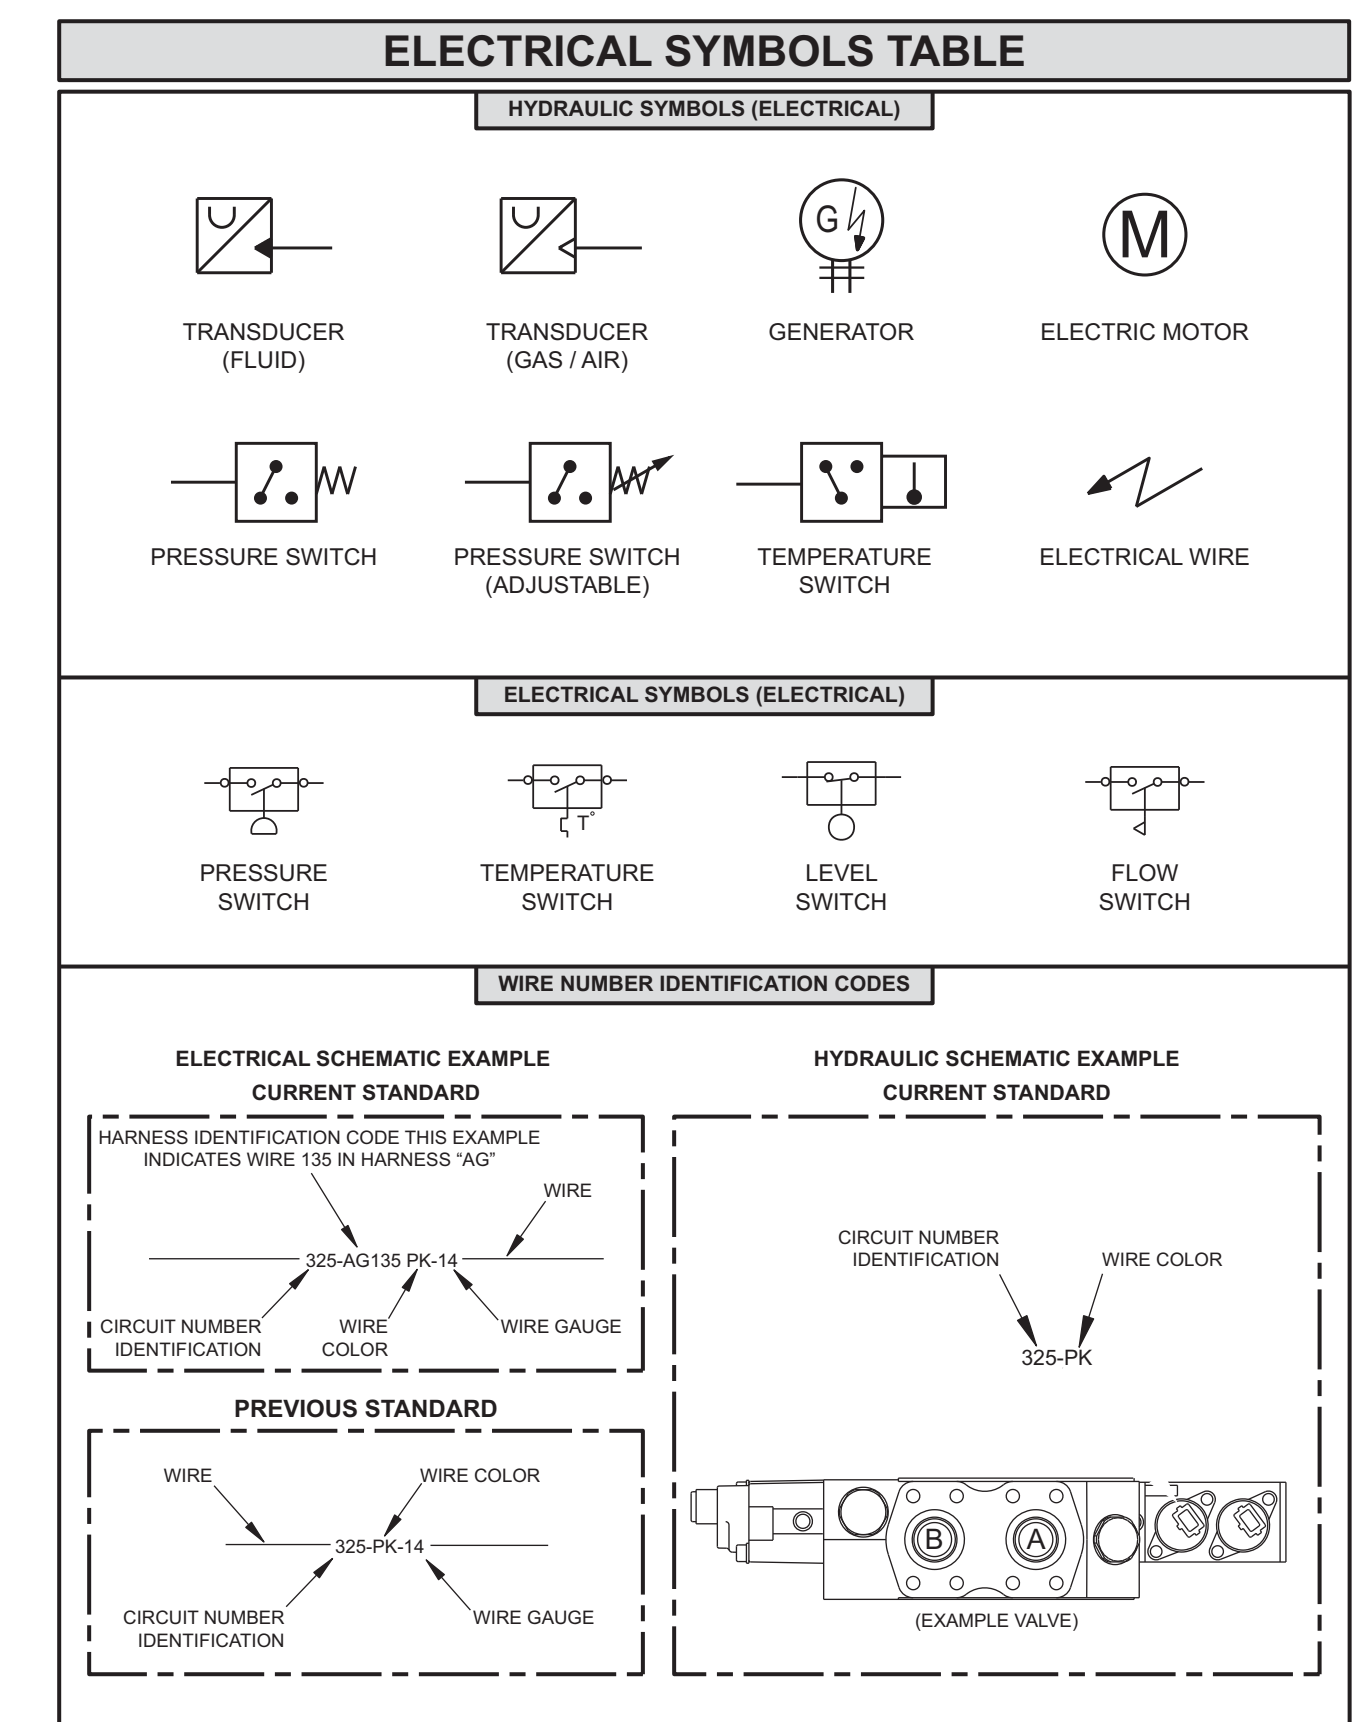 ELECTRICAL SYMBOLS TABLE
HYDRAULIC SYMBOLS (ELECTRICAL)
G
M
TRANSDUCER
(FLUID)
TRANSDUCER
(GAS / AIR)
GENERATOR
ELECTRIC MOTOR
PRESSURE SWITCH
PRESSURE SWITCH
(ADJUSTABLE)
TEMPERATURE
SWITCH
ELECTRICAL WIRE
ELECTRICAL SYMBOLS (ELECTRICAL)
T°
PRESSURE
SWITCH
TEMPERATURE
SWITCH
LEVEL
SWITCH
FLOW
SWITCH
WIRE NUMBER IDENTIFICATION CODES
ELECTRICAL SCHEMATIC EXAMPLE
CURRENT STANDARD
HARNESS IDENTIFICATION CODE THIS EXAMPLE
INDICATES WIRE 135 IN HARNESS “AG”
WIRE
325-AG135 PK-14
CIRCUIT NUMBER
IDENTIFICATION
WIRE
COLOR
WIRE GAUGE
PREVIOUS STANDARD
WIRE
WIRE COLOR
325-PK-14
CIRCUIT NUMBER
IDENTIFICATION
WIRE GAUGE
HYDRAULIC SCHEMATIC EXAMPLE
CURRENT STANDARD
CIRCUIT NUMBER
IDENTIFICATION
WIRE COLOR
325-PK
B
A
(EXAMPLE VALVE)